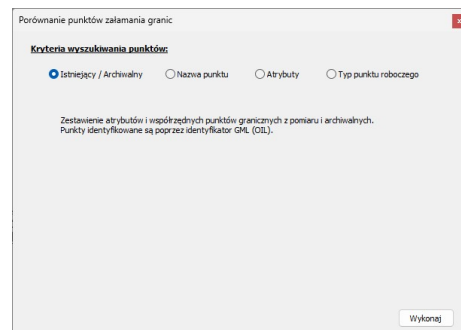 Porównanie punktów załamania granic
x
Kryteria wyszukiwania punktów:
Istniejący / Archiwalny Nazwa punktu Atrybuty Typ punktu roboczego
Zestawienie atrybutów i współrzędnych punktów granicznych z pomiaru i archiwalnych.
Punkty identyfikowane są poprzez identyfikator GML (OIL).
Wykonaj